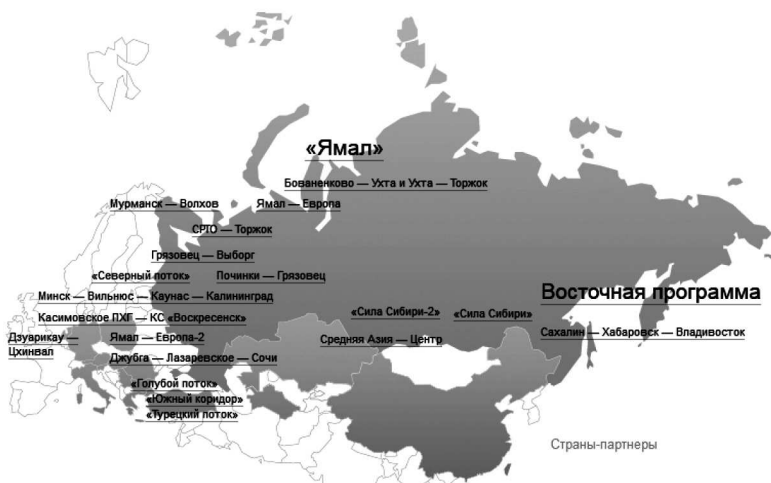 «Ямал»
Бованенково — Ухта и Ухта — Торжок
Мурманск — Волхов
Ямал — Европа
СРТО — Торжок
Грязовец — Выборг
«Северный поток»
Починки — Грязовец
Минск — Вильнюс — Каунас — Калининград
Восточная программа
Касимовское ПХГ — КС «Воскресенск»
«Сила Сибири-2»
«Сила Сибири»
Дзуарикау —
Цхинвал
Ямал — Европа-2
Средняя Азия — Центр
Сахалин — Хабаровск — Владивосток
Джубга — Лазаревское — Сочи
«Голубой поток»
«Южный коридор»
«Турецкий поток»
Страны-партнеры